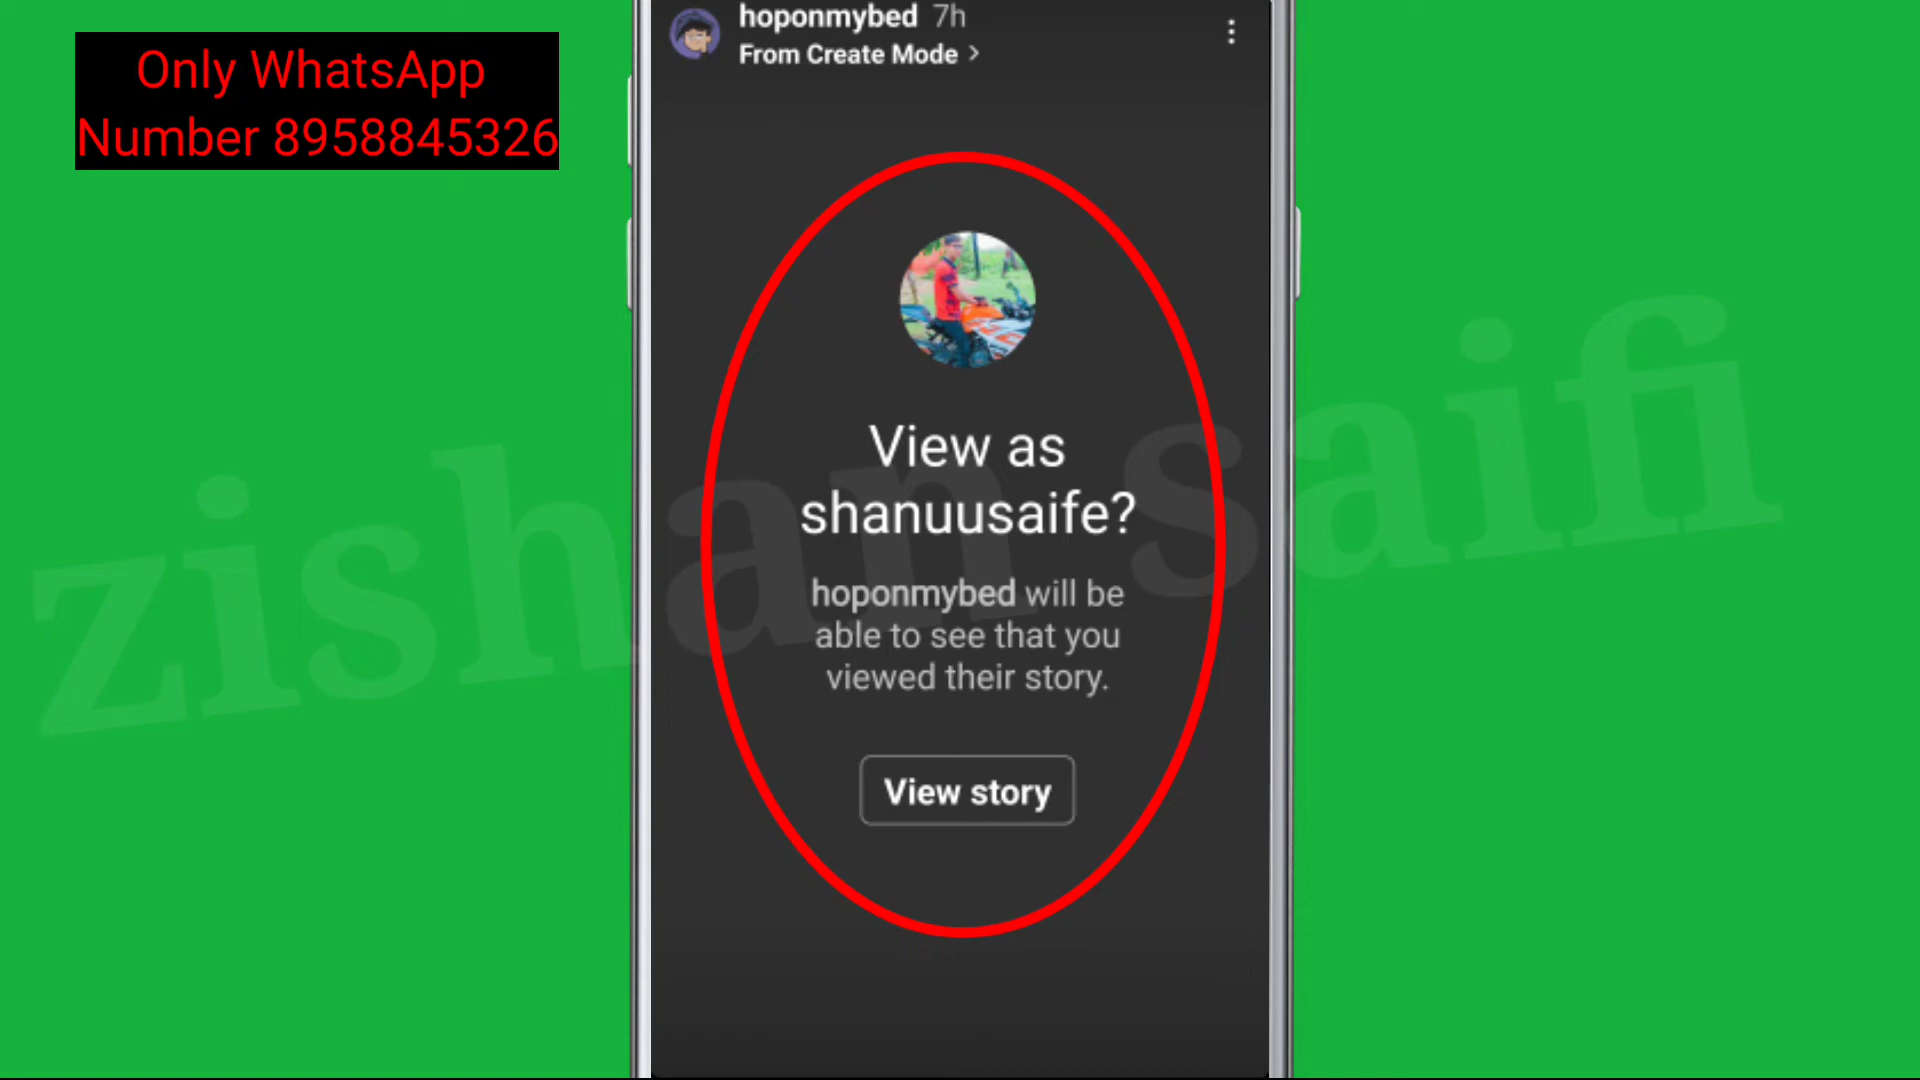 Only WhatsApp
Number 8958845326
hoponmybed 7h
From Create Mode >
View as
shanuusaife?
hoponmybed will be
able to see that you
viewed their story.
View story
zishan saifi